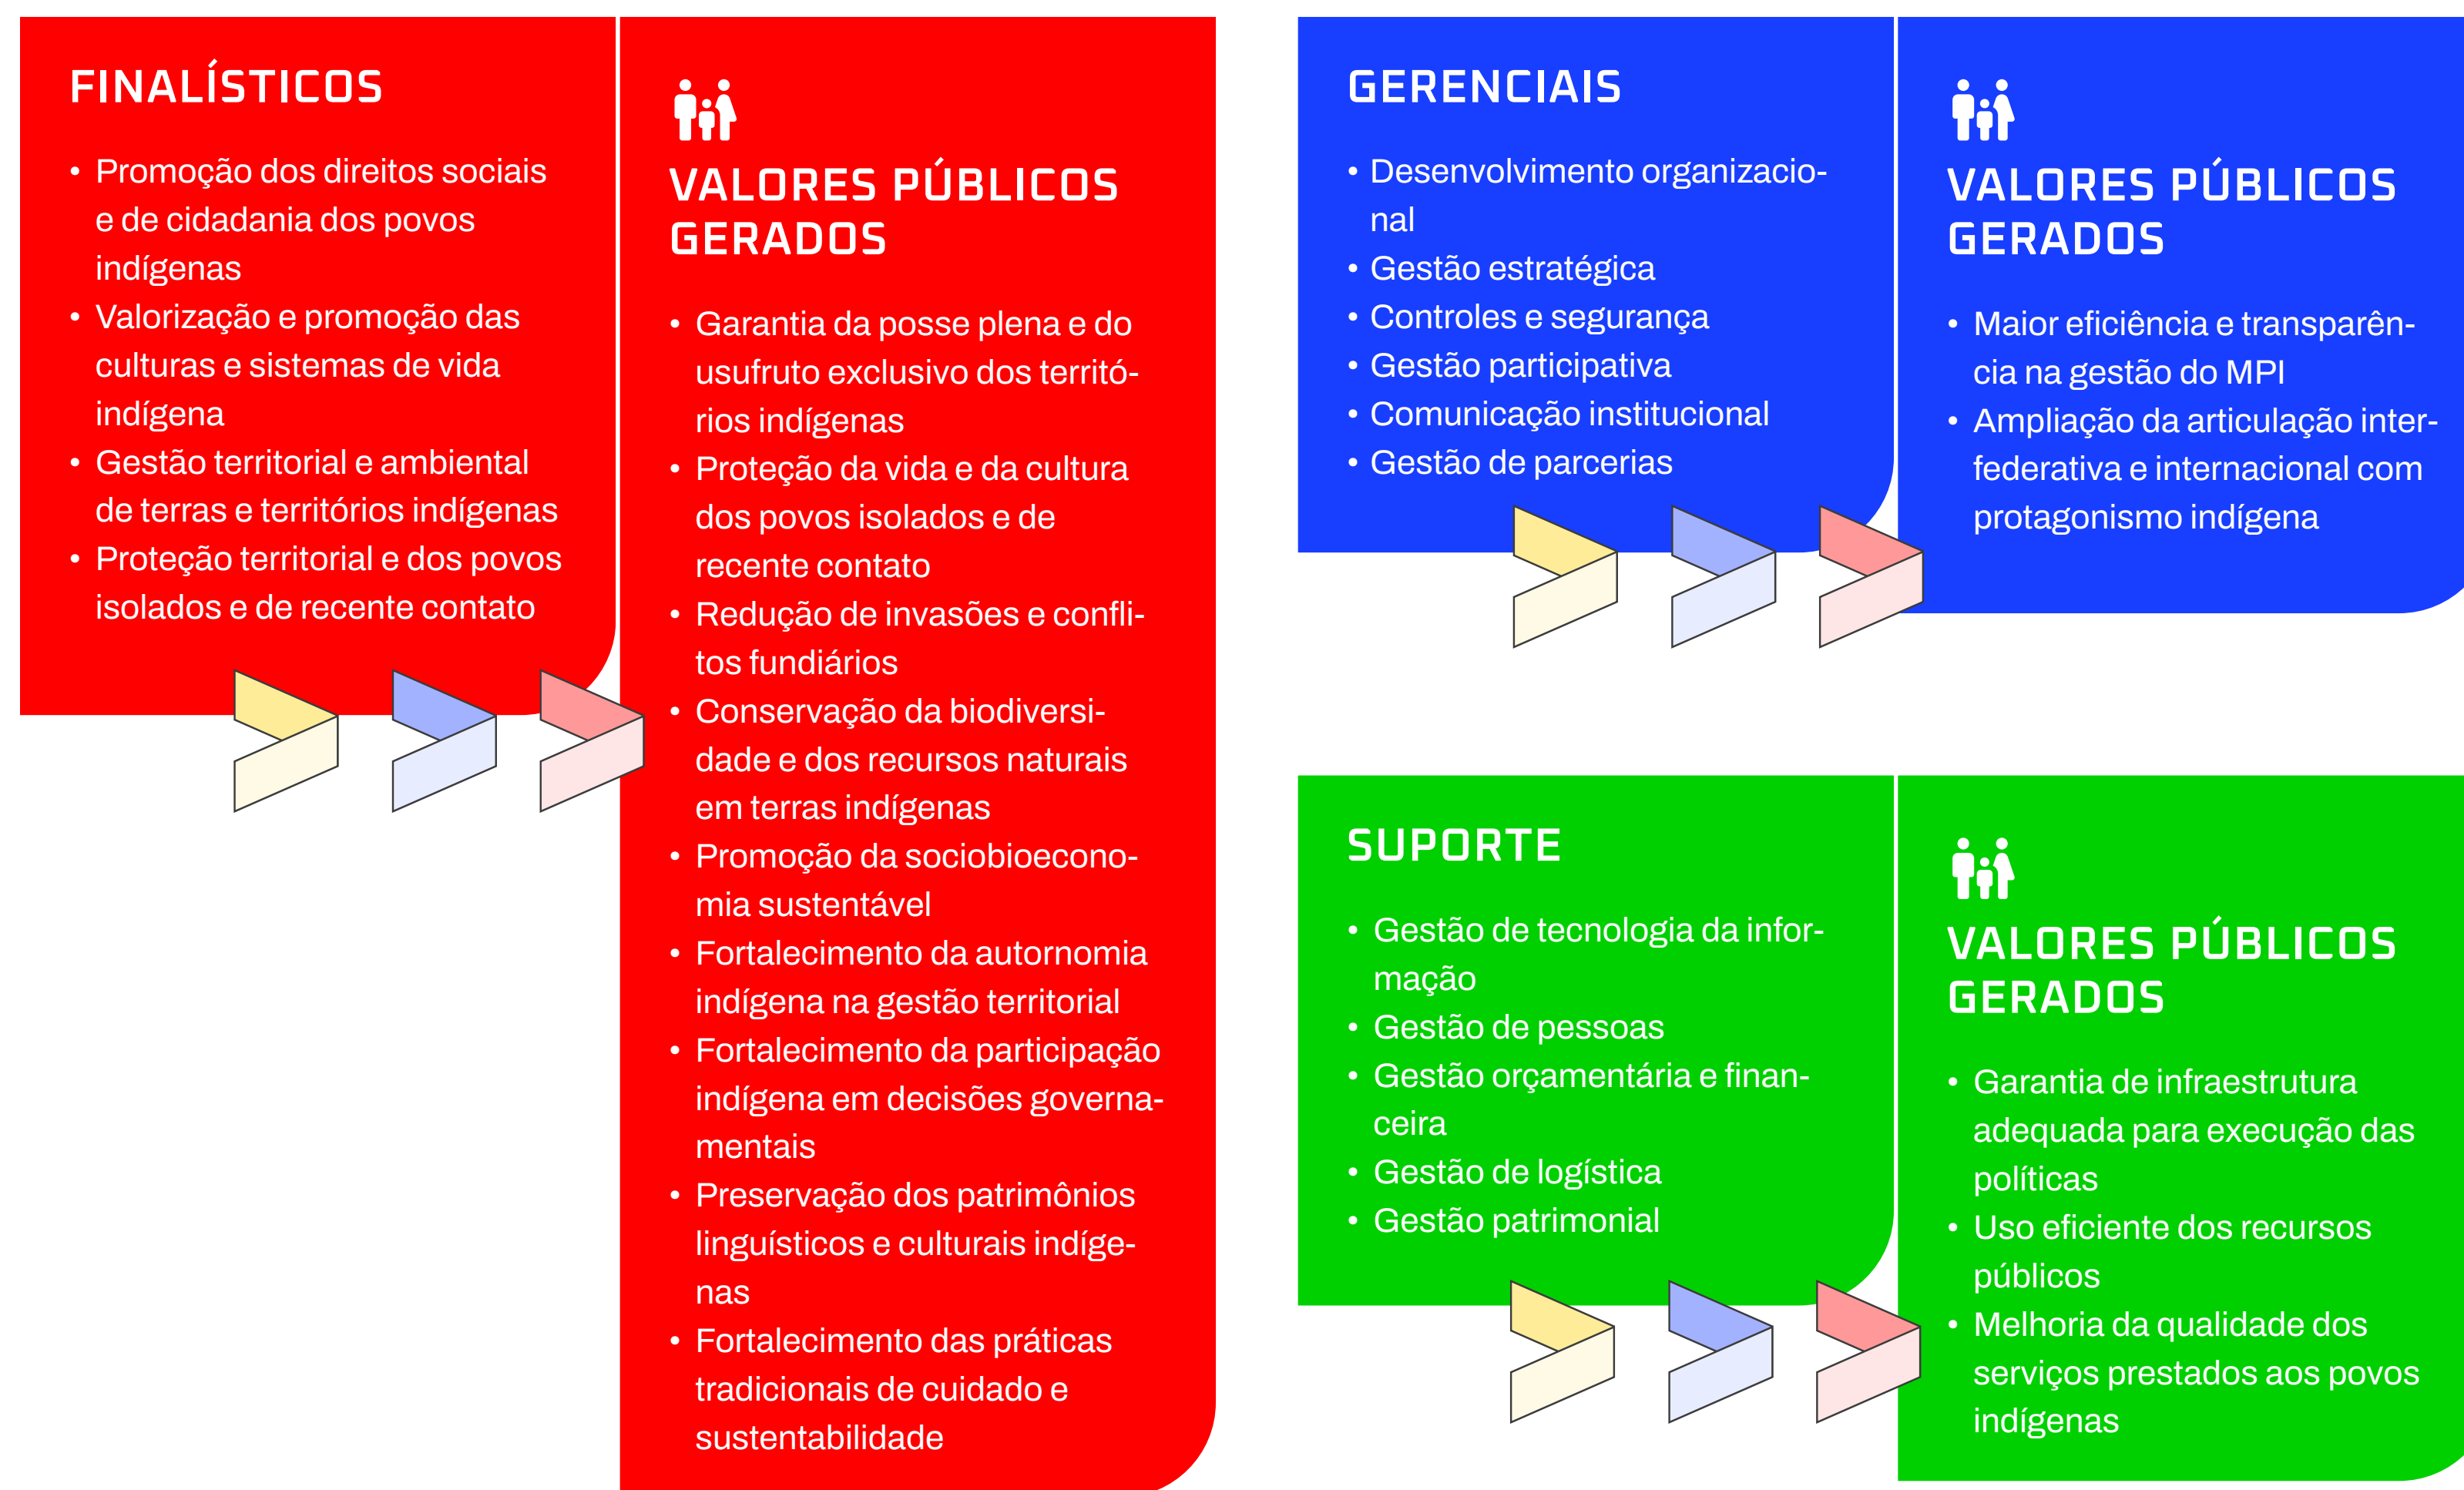 FINALÍSTICOS
• Promoção dos direitos sociais
e de cidadania dos povos
indígenas
• Valorização e promoção das
culturas e sistemas de vida
indígena
• Gestão territorial e ambiental
de terras e territórios indígenas
• Proteção territorial e dos povos
isolados e de recente contato
VALORES PÚBLICOS
GERADOS
• Garantia da posse plena e do
usufruto exclusivo dos territó-
rios indígenas
• Proteção da vida e da cultura
dos povos isolados e de
recente contato
• Redução de invasões e confli-
tos fundiários
• Conservação da biodiversi-
dade e dos recursos naturais
em terras indígenas
• Promoção da sociobioecono-
mia sustentável
• Fortalecimento da autornomia
indígena na gestão territorial
• Fortalecimento da participação
indígena em decisões governa-
mentais
• Preservação dos patrimônios
linguísticos e culturais indíge-
nas
• Fortalecimento das práticas
tradicionais de cuidado e
sustentabilidade
GERENCIAIS
• Desenvolvimento organizacio-
nal
• Gestão estratégica
• Controles e segurança
• Gestão participativa
• Comunicação institucional
• Gestão de parcerias
VALORES PÚBLICOS
GERADOS
• Maior eficiência e transparên-
cia na gestão do MPI
• Ampliação da articulação inter-
federativa e internacional com
protagonismo indígena
SUPORTE
• Gestão de tecnologia da infor-
mação
• Gestão de pessoas
• Gestão orçamentária e finan-
ceira
• Gestão de logística
• Gestão patrimonial
VALORES PÚBLICOS
GERADOS
• Garantia de infraestrutura
adequada para execução das
políticas
• Uso eficiente dos recursos
públicos
• Melhoria da qualidade dos
serviços prestados aos povos
indígenas